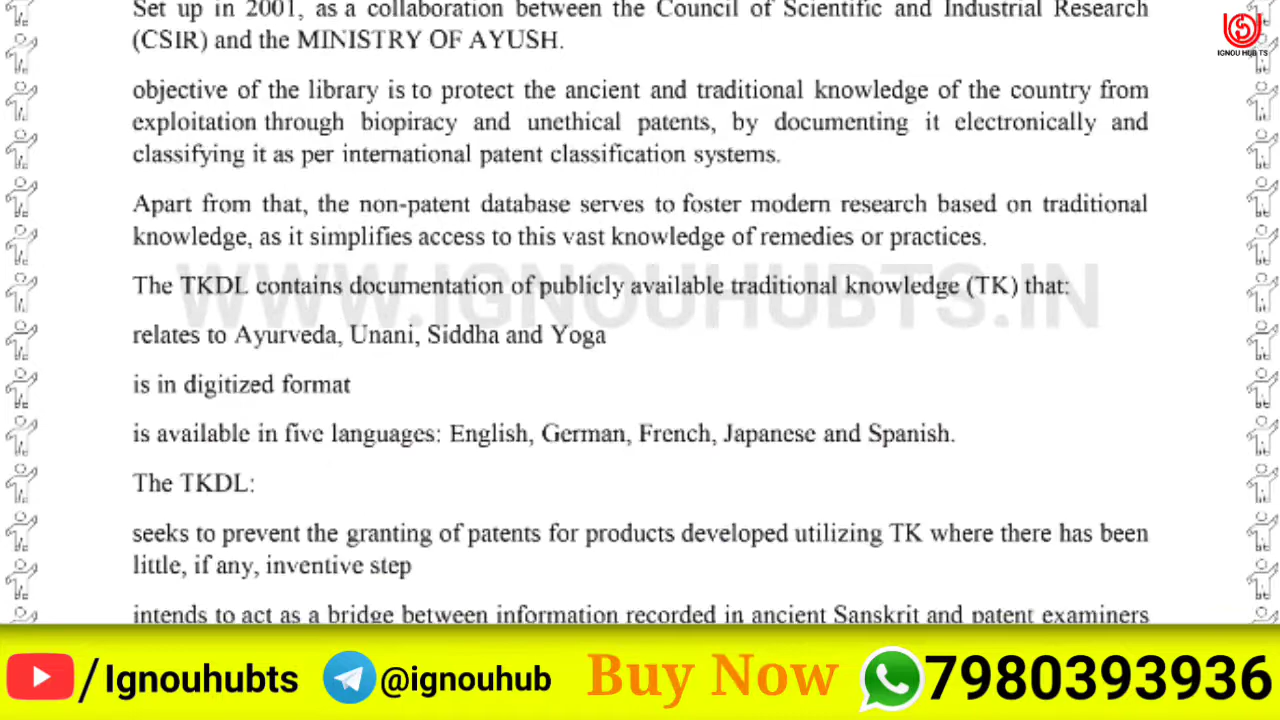 Set up in 2001, as a collaboration between the Council of Scientific and Industrial Research
(CSIR) and the MINISTRY OF AYUSH.
objective of the library is to protect the ancient and traditional knowledge of the country from
exploitation through biopiracy and unethical patents, by documenting it electronically and
classifying it as per international patent classification systems.
Apart from that, the non-patent database serves to foster modern research based on traditional
knowledge, as it simplifies access to this vast knowledge of remedies or practices.
The TKDL contains documentation of publicly available traditional knowledge (TK) that:
relates to Ayurveda, Unani, Siddha and Yoga
is in digitized format
is available in five languages: English, German, French, Japanese and Spanish.
The TKDL:
seeks to prevent the granting of patents for products developed utilizing TK where there has been
little, if any, inventive step
intends to act as a bridge between information recorded in ancient Sanskrit and patent examiners
WWW.IGNOUHUBTS.IN
IGNOU HUB TS
/Ignouhubts
@ignouhub
Buy Now
7980393936